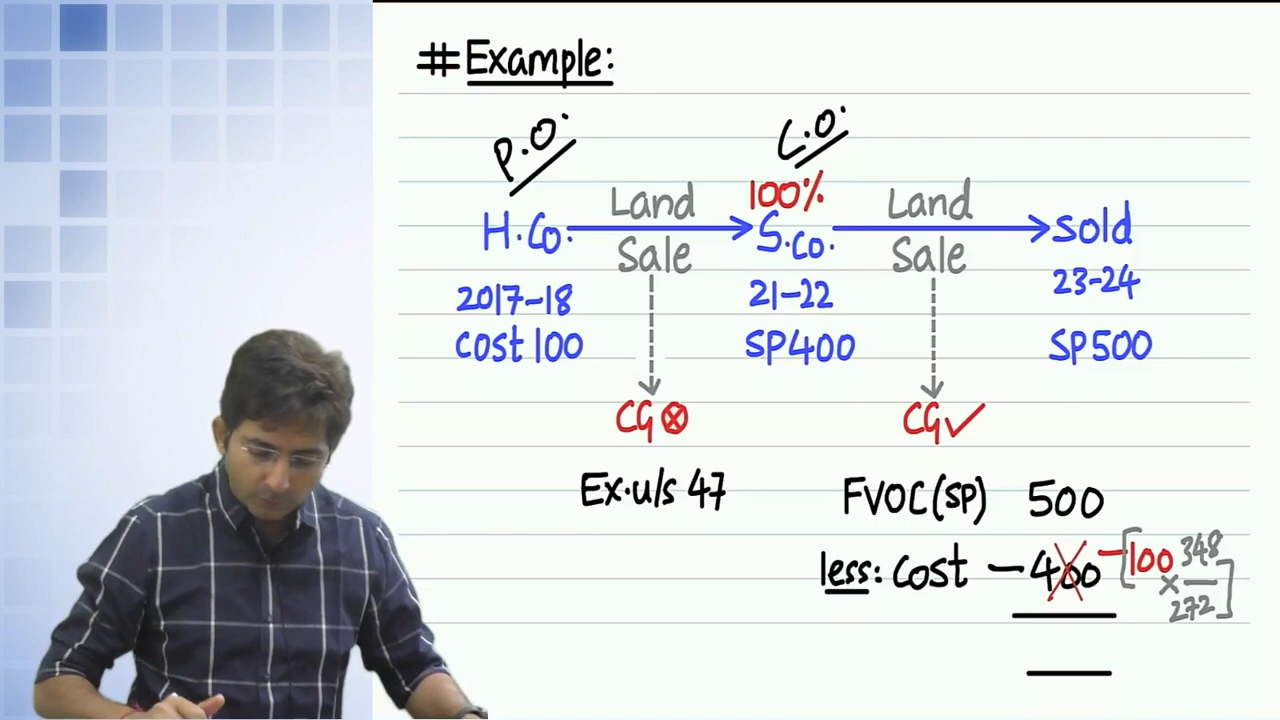 # Example:
P.O. C.O.
100%
H.Co. Land Sale S.Co. Land Sale Sold
2017-18 21-22 23-24
Cost 100 SP400 SP500
CG⊗ CG✓
Ex.u/s 47 FVOC(SP) 500
less: Cost -400 -[100 × 348/272]